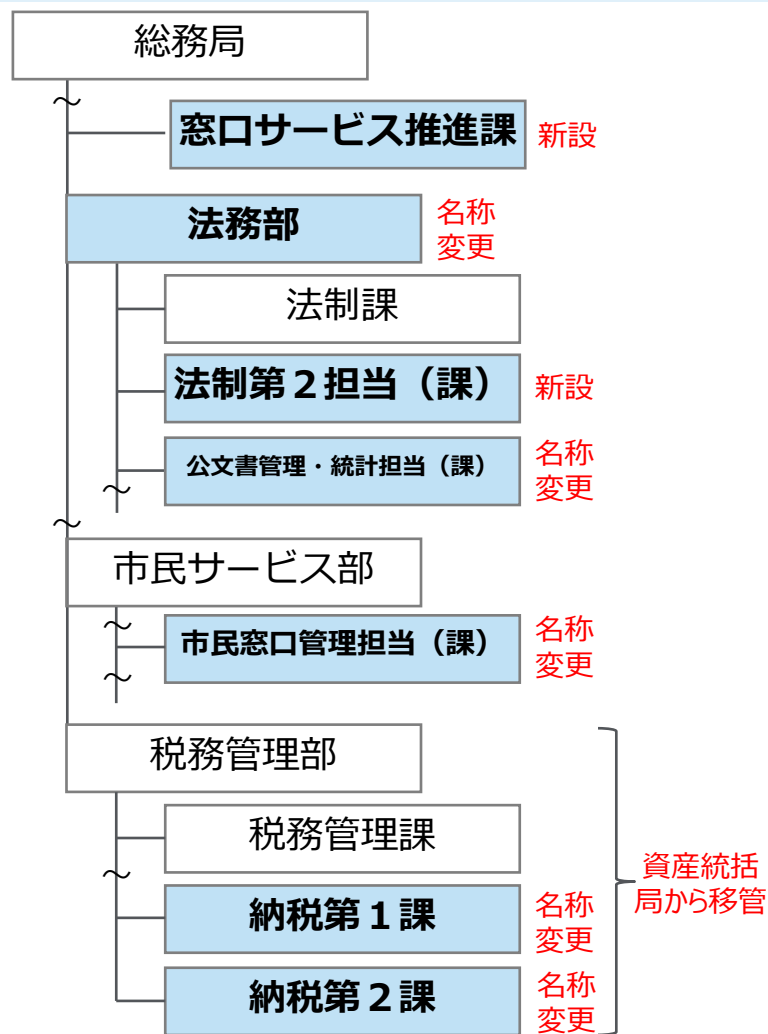 総務局
窓口サービス推進課
新設
法務部
名称
変更
法制課
法制第２担当（課）
新設
公文書管理・統計担当（課）
名称
変更
市民サービス部
市民窓口管理担当（課）
名称
変更
税務管理部
税務管理課
納税第１課
名称
変更
納税第２課
名称
変更
資産統括
局から移管